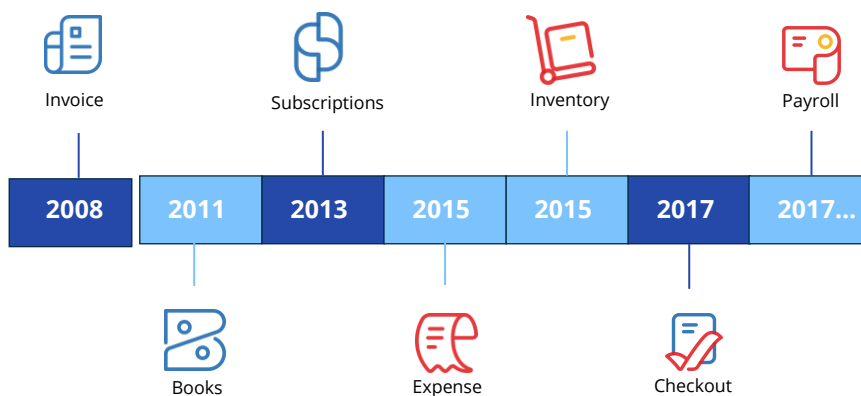 Invoice
Subscriptions
Inventory
Payroll
2008
2011
2013
2015
2015
2017
2017...
Books
Expense
Checkout